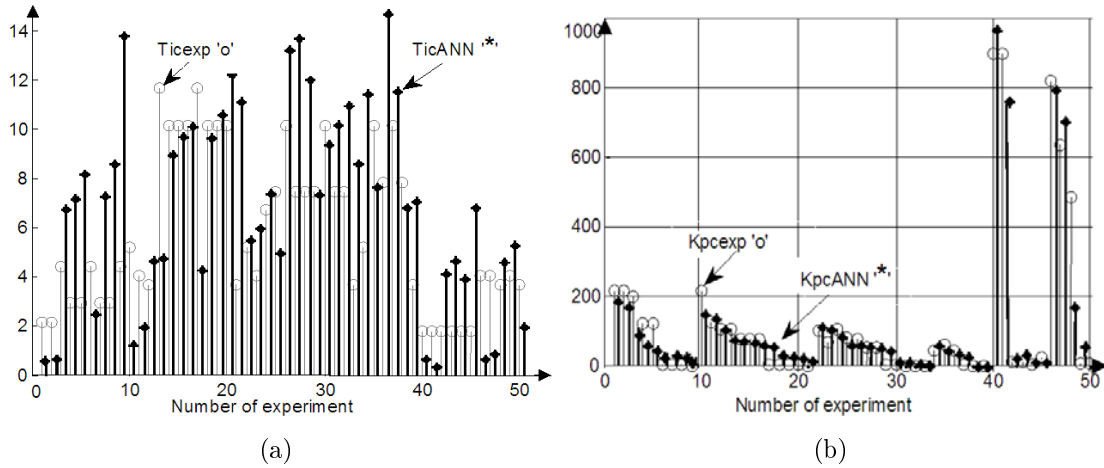 14
12
10
8
6
4
2
0
Ticexp 'o'
TicANN '*'
0 10 20 30 40 50
Number of experiment
(a)
1000
800
600
400
200
0
Kpcexp 'o'
KpcANN '*'
0 10 20 30 40 50
Number of experiment
(b)